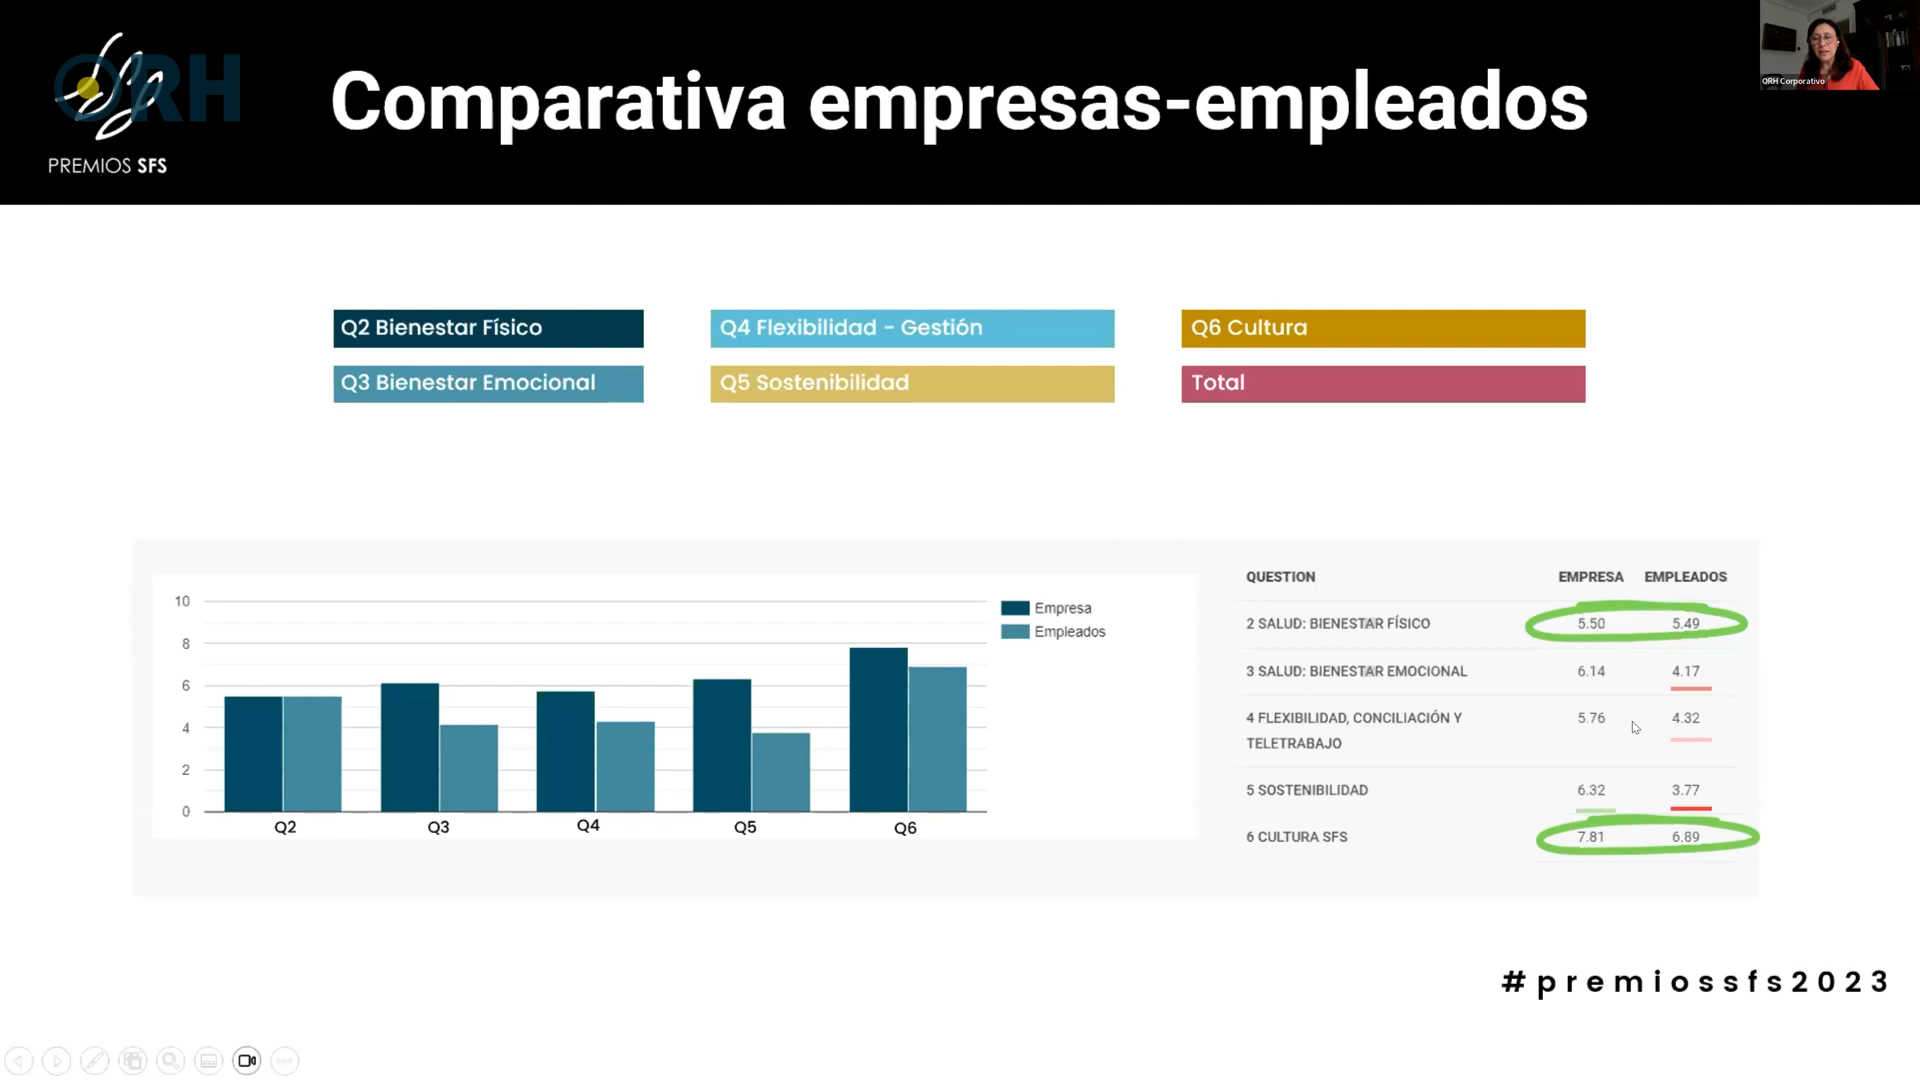 ORH
PREMIOS SFS
Comparativa empresas-empleados
ORH Corporativo
Q2 Bienestar Físico
Q4 Flexibilidad - Gestión
Q6 Cultura
Q3 Bienestar Emocional
Q5 Sostenibilidad
Total
10
8
6
4
2
0
Q2
Q3
Q4
Q5
Q6
Empresa
Empleados
QUESTION EMPRESA EMPLEADOS
2 SALUD: BIENESTAR FÍSICO 5.50 5.49
3 SALUD: BIENESTAR EMOCIONAL 6.14 4.17
4 FLEXIBILIDAD, CONCILIACIÓN Y 5.76 4.32
TELETRABAJO
5 SOSTENIBILIDAD 6.32 3.77
6 CULTURA SFS 7.81 6.89
#premiossfs2023